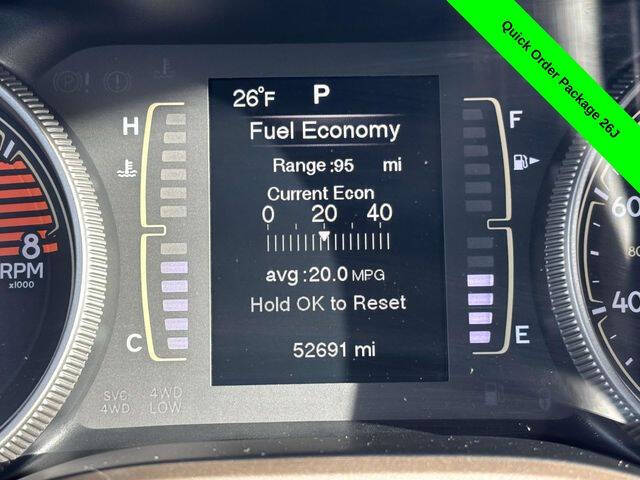 Quick Order Package 26J
26°F P
Fuel Economy
Range :95 mi
Current Econ
0 20 40
avg :20.0 MPG
Hold OK to Reset
52691 mi
H
C
F
E
8
RPM
x1000
SVC
4WD
4WD
LOW
60
80
40